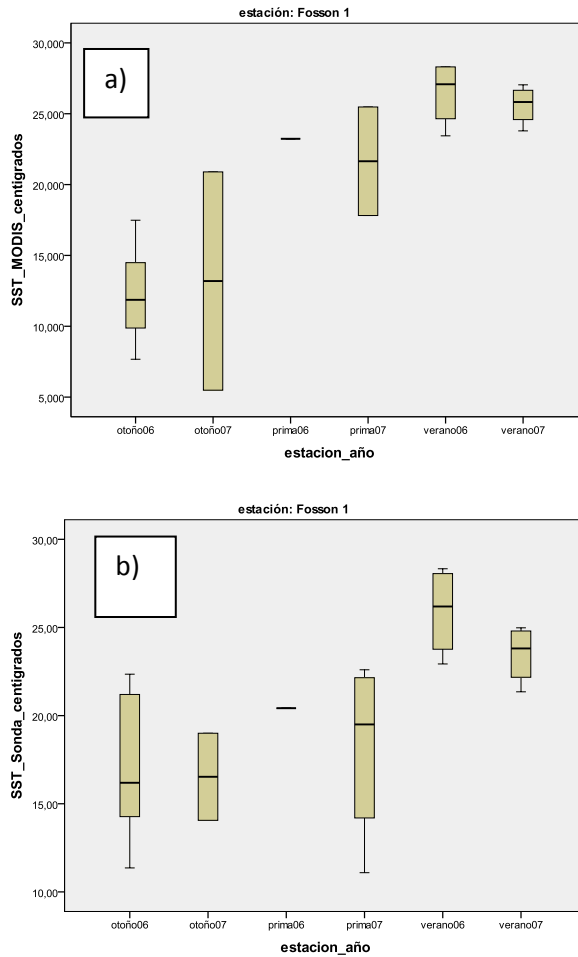 estación: Fosson 1
a)
30,000
25,000
20,000
15,000
10,000
5,000
SST_MODIS_centigrados
otoño06 otoño07 prima06 prima07 verano06 verano07
estacion_año
estación: Fosson 1
b)
30,00
25,00
20,00
15,00
10,00
SST_Sonda_centigrados
otoño06 otoño07 prima06 prima07 verano06 verano07
estacion_año